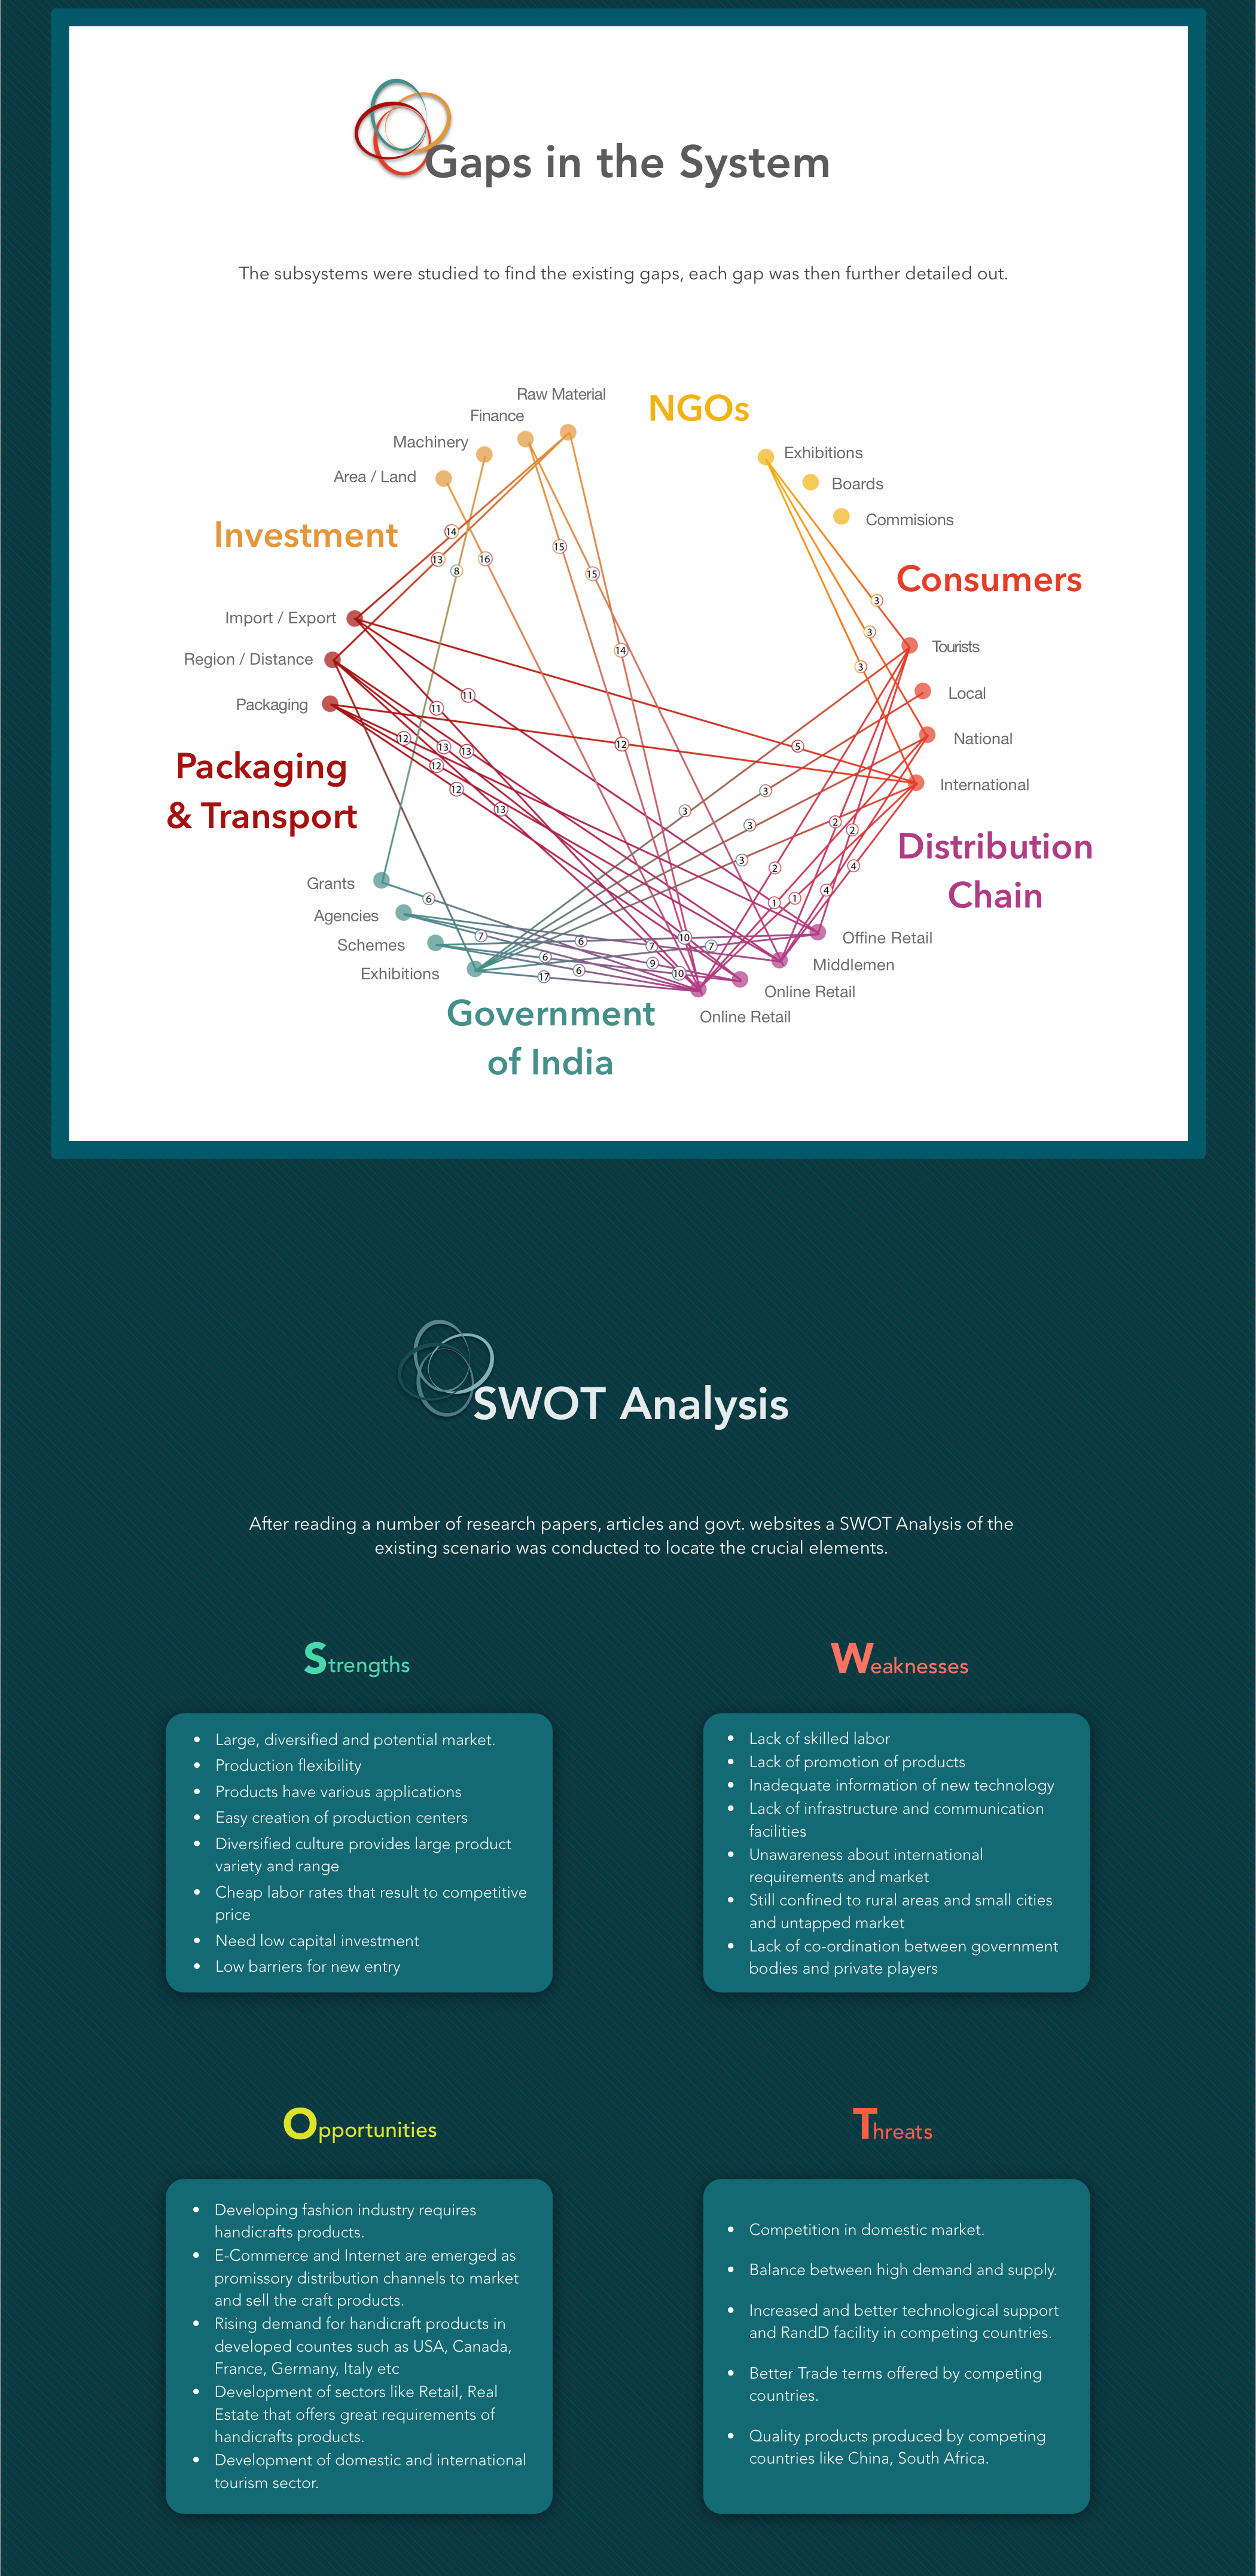 Gaps in the System
The subsystems were studied to find the existing gaps, each gap was then further detailed out.
Raw Material
Finance
Machinery
Area / Land
Investment
NGOs
Exhibitions
Boards
Commisions
Consumers
Tourists
Local
National
International
Import / Export
Region / Distance
Packaging
Packaging
& Transport
Distribution
Chain
Offine Retail
Middlemen
Online Retail
Online Retail
Grants
Agencies
Schemes
Exhibitions
Government
of India
14
13
8
16
15
15
14
3
3
3
11
11
12
13
13
12
12
13
12
5
3
3
3
3
2
2
2
4
4
1
1
6
7
6
6
6
17
7
9
10
10
7
SWOT Analysis
After reading a number of research papers, articles and govt. websites a SWOT Analysis of the
existing scenario was conducted to locate the crucial elements.
Strengths
• Large, diversified and potential market.
• Production flexibility
• Products have various applications
• Easy creation of production centers
• Diversified culture provides large product
variety and range
• Cheap labor rates that result to competitive
price
• Need low capital investment
• Low barriers for new entry
Weaknesses
• Lack of skilled labor
• Lack of promotion of products
• Inadequate information of new technology
• Lack of infrastructure and communication
facilities
• Unawareness about international
requirements and market
• Still confined to rural areas and small cities
and untapped market
• Lack of co-ordination between government
bodies and private players
Opportunities
• Developing fashion industry requires
handicrafts products.
• E-Commerce and Internet are emerged as
promissory distribution channels to market
and sell the craft products.
• Rising demand for handicraft products in
developed countes such as USA, Canada,
France, Germany, Italy etc
• Development of sectors like Retail, Real
Estate that offers great requirements of
handicrafts products.
• Development of domestic and international
tourism sector.
Threats
• Competition in domestic market.
• Balance between high demand and supply.
• Increased and better technological support
and RandD facility in competing countries.
• Better Trade terms offered by competing
countries.
• Quality products produced by competing
countries like China, South Africa.